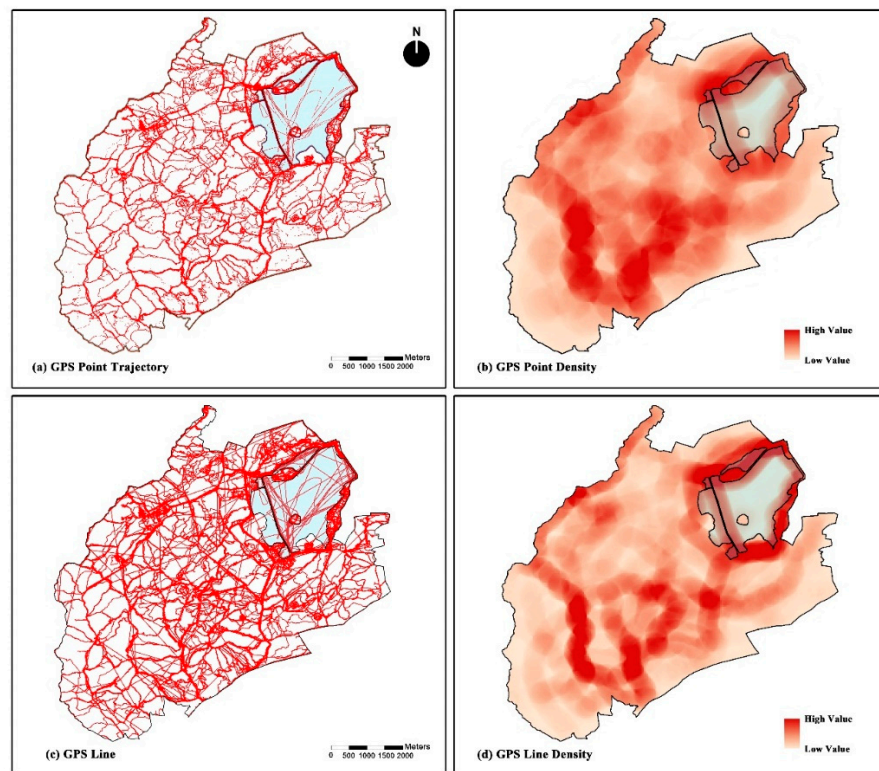 N
Meters
0 500 1000 1500 2000
(a) GPS Point Trajectory
High Value
Low Value
(b) GPS Point Density
Meters
0 500 1000 1500 2000
(c) GPS Line
High Value
Low Value
(d) GPS Line Density